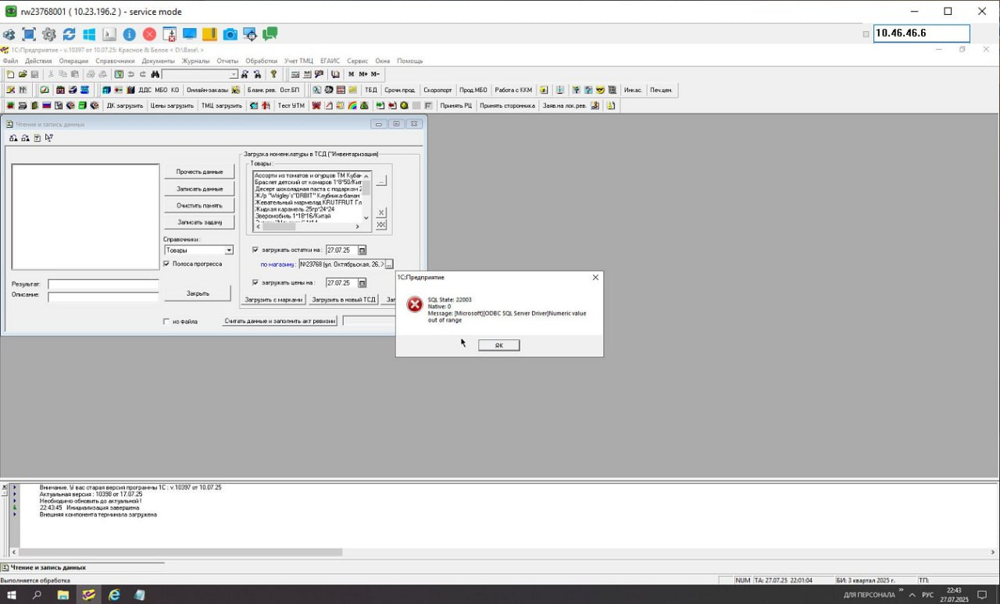 rw23768001 ( 10.23.196.2 ) - service mode
10.46.46.6
1С:Предприятие - v.10397 от 10.07.25: Красное & Белое < D:\Base\ >
Файл Действия Операции Справочники Документы Журналы Отчеты Обработки Учет ТМЦ ЕГАИС Сервис Окна Помощь
M M+ M-
ДДС МБО КО Онлайн-заказы Бланк рев. Ост.БП ТБД Срочн.прод. Скоропорт Прод.МБО Работа с ККМ Инкас. Печ.цен.
ДК загрузить Цены загрузить ТМЦ загрузить Тест УТМ Принять РЦ Принять сторонника Заяв.на лок.рев.
Чтение и запись данных
Загрузка номенклатуры в ТСД ("Инвентаризация)
Товары :
Прочесть данные
Записать данные
Очистить память
Записать задачу
Ассорти из томатов и огурцов ТМ Кубан
Браслет детский от комаров 1*8*50/Кит
Десерт шоколадная паста с подарком 2
Ж/р "Wrigley's"ORBIT" Клубника-банан
Жевательный мармелад KRUTFRUT Гл
Жидкая карамель 25гр*24*24
Зверомобиль 1*18*16/Китай
...
X
XX
Справочники :
Товары
Полоса прогресса
загружать остатки на : 27.07.25
по магазину : №23768 (ул. Октябрьская, 26, > ...
загружать цены на : 27.07.25
Результат:
Описание:
Закрыть
Загрузить с марками Загрузить в новый ТСД Заг
из файла Считать данные и заполнить акт ревизии
1С:Предприятие
SQL State: 22003
Native: 0
Message: [Microsoft][ODBC SQL Server Driver]Numeric value
out of range
ОК
Внимание. У вас старая версия программы 1С : v.10397 от 10.07.25
Актуальная версия : 10398 от 17.07.25
Необходимо обновить до актуальной !
22:43:45 Инициализация завершена
Внешняя компонента терминала загружена
Чтение и запись данных
Выполняется обработка NUM ТА: 27.07.25 22:01:04 БИ: 3 квартал 2025 г. ТП:
ДЛЯ ПЕРСОНАЛА » РУС 22:43
27.07.2025